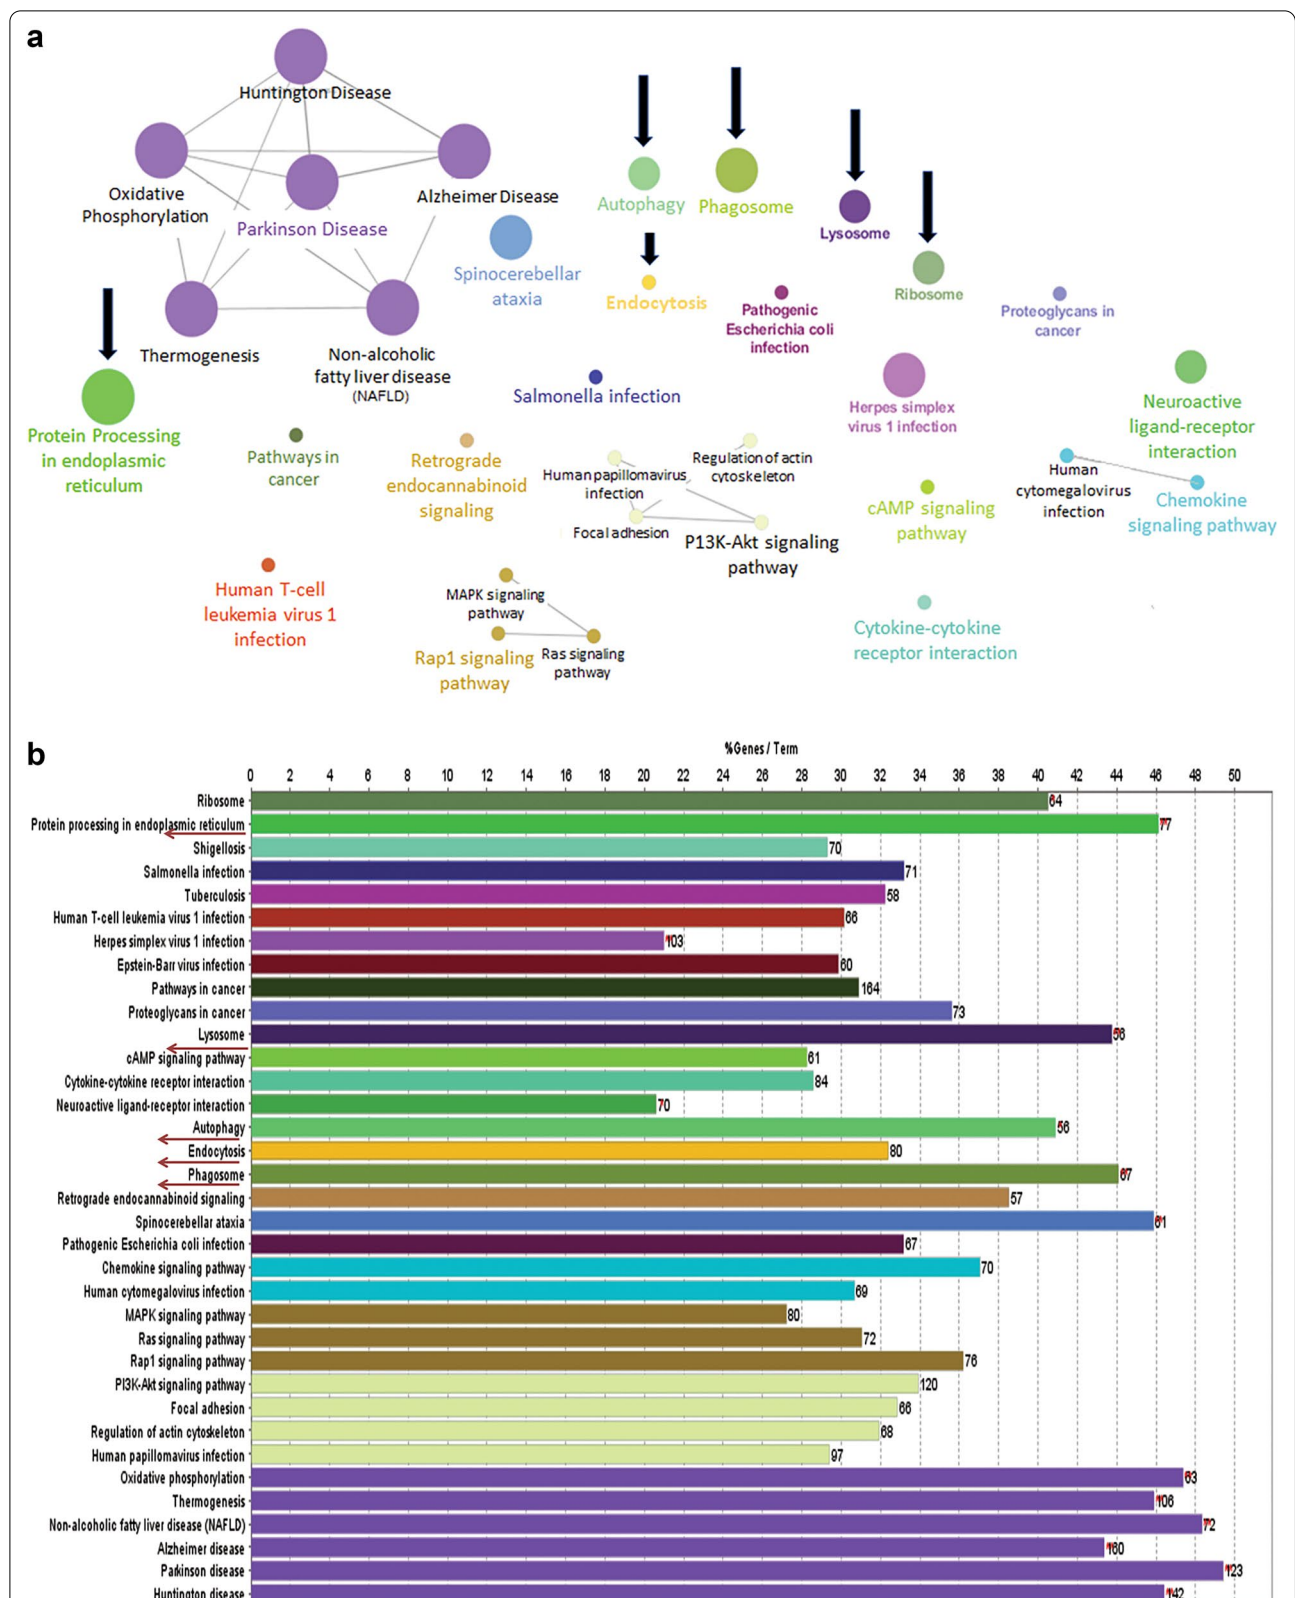 a
Huntington Disease
Oxidative
Phosphorylation
Parkinson Disease
Alzheimer Disease
Thermogenesis
Non-alcoholic
fatty liver disease
(NAFLD)
Spinocerebellar
ataxia
Autophagy
Phagosome
Lysosome
Ribosome
Endocytosis
Pathogenic
Escherichia coli
infection
Proteoglycans in
cancer
Protein Processing
in endoplasmic
reticulum
Salmonella infection
Herpes simplex
virus 1 infection
Neuroactive
ligand-receptor
interaction
Pathways in
cancer
Retrograde
endocannabinoid
signaling
Human papillomavirus
infection
Regulation of actin
cytoskeleton
Focal adhesion
P13K-Akt signaling
pathway
cAMP signaling
pathway
Human
cytomegalovirus
infection
Chemokine
signaling pathway
Human T-cell
leukemia virus 1
infection
MAPK signaling
pathway
Rap1 signaling
pathway
Ras signaling
pathway
Cytokine-cytokine
receptor interaction
b
%Genes / Term
0 2 4 6 8 10 12 14 16 18 20 22 24 26 28 30 32 34 36 38 40 42 44 46 48 50
Ribosome 64
Protein processing in endoplasmic reticulum 77
Shigellosis 70
Salmonella infection 71
Tuberculosis 58
Human T-cell leukemia virus 1 infection 66
Herpes simplex virus 1 infection 103
Epstein-Barr virus infection 60
Pathways in cancer 164
Proteoglycans in cancer 73
Lysosome 56
cAMP signaling pathway 61
Cytokine-cytokine receptor interaction 84
Neuroactive ligand-receptor interaction 70
Autophagy 56
Endocytosis 80
Phagosome 67
Retrograde endocannabinoid signaling 57
Spinocerebellar ataxia 61
Pathogenic Escherichia coli infection 67
Chemokine signaling pathway 70
Human cytomegalovirus infection 69
MAPK signaling pathway 80
Ras signaling pathway 72
Rap1 signaling pathway 76
PI3K-Akt signaling pathway 120
Focal adhesion 66
Regulation of actin cytoskeleton 68
Human papillomavirus infection 97
Oxidative phosphorylation 63
Thermogenesis 106
Non-alcoholic fatty liver disease (NAFLD) 72
Alzheimer disease 160
Parkinson disease 123
Huntington disease 142